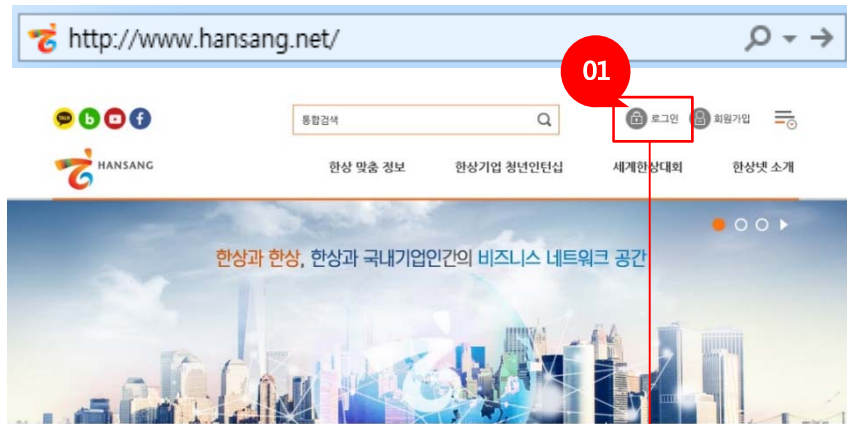 http://www.hansang.net/
01
TALK
통합검색
로그인
회원가입
HANSANG
한상 맞춤 정보
한상기업 청년인턴십
세계한상대회
한상넷 소개
한상과 한상, 한상과 국내기업인간의 비즈니스 네트워크 공간